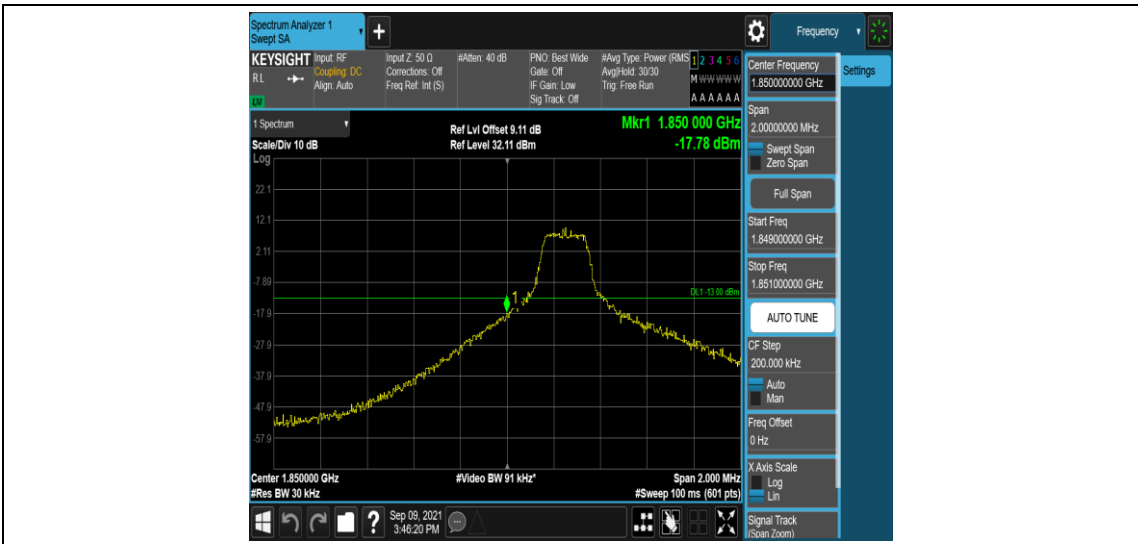 Spectrum Analyzer 1
Swept SA
+
Frequency
KEYSIGHT
RL
LXI
Input: RF
Coupling: DC
Align: Auto
Input Z: 50 Ω
Corrections: Off
Freq Ref: Int (S)
#Atten: 40 dB
PNO: Best Wide
Gate: Off
IF Gain: Low
Sig Track: Off
#Avg Type: Power (RMS
Avg|Hold: 30/30
Trig: Free Run
1 2 3 4 5 6
M W W W W W
A A A A A A
1 Spectrum
Scale/Div 10 dB
Log
Ref Lvl Offset 9.11 dB
Ref Level 32.11 dBm
Mkr1 1.850 000 GHz
-17.78 dBm
22.1
12.1
2.11
-7.89
DL1 -13.00 dBm
1
-17.9
-27.9
-37.9
-47.9
-57.9
Center 1.850000 GHz
#Video BW 91 kHz*
Span 2.000 MHz
#Res BW 30 kHz
#Sweep 100 ms (601 pts)
?
Sep 09, 2021
3:46:20 PM
Center Frequency
1.850000000 GHz
Settings
Span
2.00000000 MHz
Swept Span
Zero Span
Full Span
Start Freq
1.849000000 GHz
Stop Freq
1.851000000 GHz
AUTO TUNE
CF Step
200.000 kHz
Auto
Man
Freq Offset
0 Hz
X Axis Scale
Log
Lin
Signal Track
(Span Zoom)